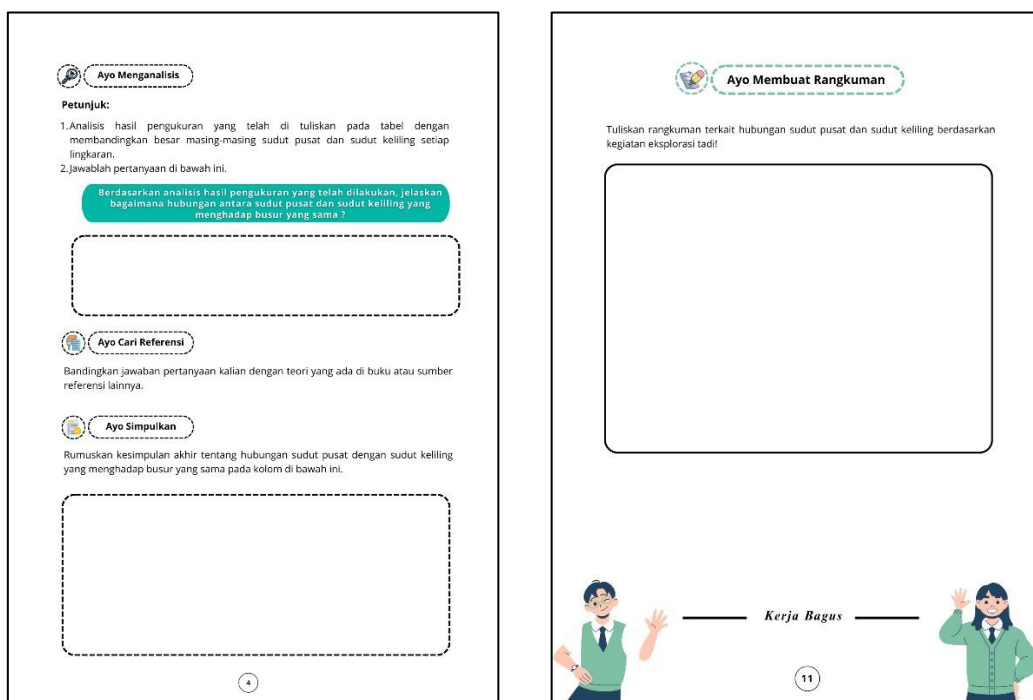 Ayo Menganalisis
Petunjuk:
1.Analisis hasil pengukuran yang telah di tuliskan pada tabel dengan
membandingkan besar masing-masing sudut pusat dan sudut keliling setiap
lingkaran.
2.Jawablah pertanyaan di bawah ini.
Berdasarkan analisis hasil pengukuran yang telah dilakukan, jelaskan
bagaimana hubungan antara sudut pusat dan sudut keliling yang
menghadap busur yang sama ?
Ayo Cari Referensi
Bandingkan jawaban pertanyaan kalian dengan teori yang ada di buku atau sumber
referensi lainnya.
Ayo Simpulkan
Rumuskan kesimpulan akhir tentang hubungan sudut pusat dengan sudut keliling
yang menghadap busur yang sama pada kolom di bawah ini.
4
Ayo Membuat Rangkuman
Tuliskan rangkuman terkait hubungan sudut pusat dan sudut keliling berdasarkan
kegiatan eksplorasi tadi!
Kerja Bagus
11